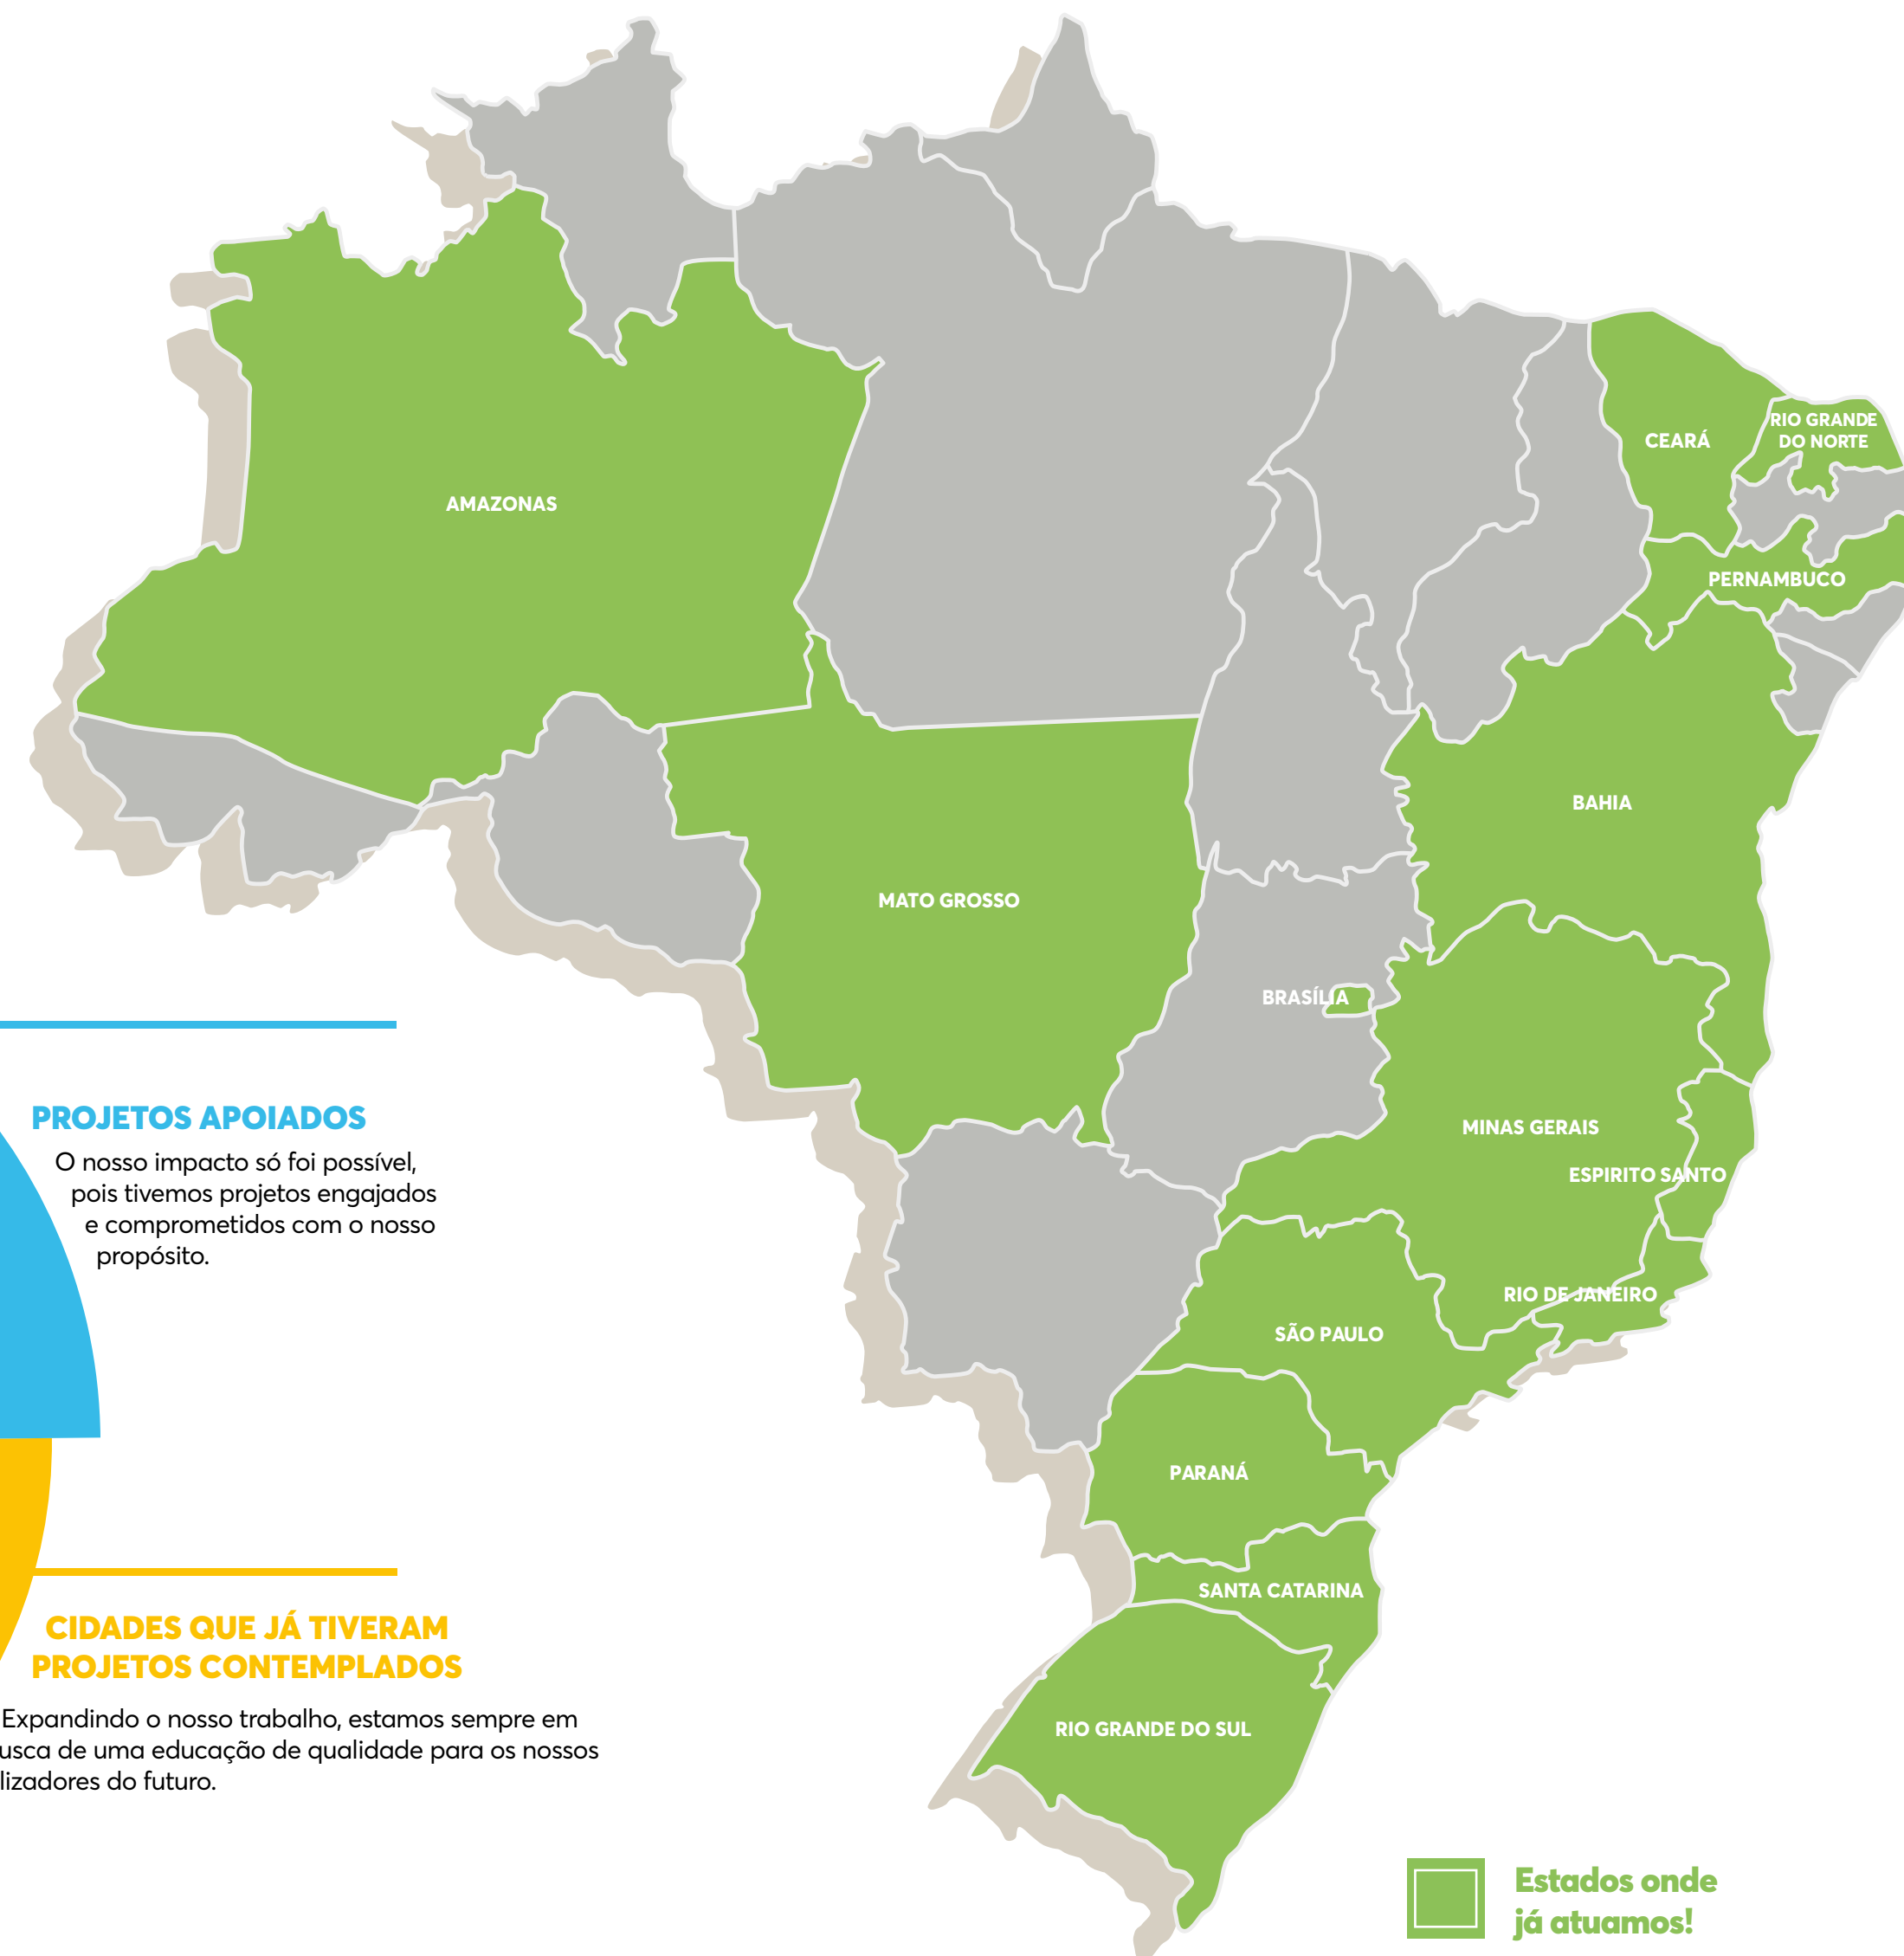 CEARÁ
RIO GRANDE
DO NORTE
AMAZONAS
PERNAMBUCO
BAHIA
MATO GROSSO
BRASÍLIA
MINAS GERAIS
ESPIRITO SANTO
RIO DE JANEIRO
SÃO PAULO
PARANÁ
SANTA CATARINA
RIO GRANDE DO SUL
PROJETOS APOIADOS
O nosso impacto só foi possível,
pois tivemos projetos engajados
e comprometidos com o nosso
propósito.
CIDADES QUE JÁ TIVERAM
PROJETOS CONTEMPLADOS
Expandindo o nosso trabalho, estamos sempre em
usca de uma educação de qualidade para os nossos
lizadores do futuro.
Estados onde
já atuamos!